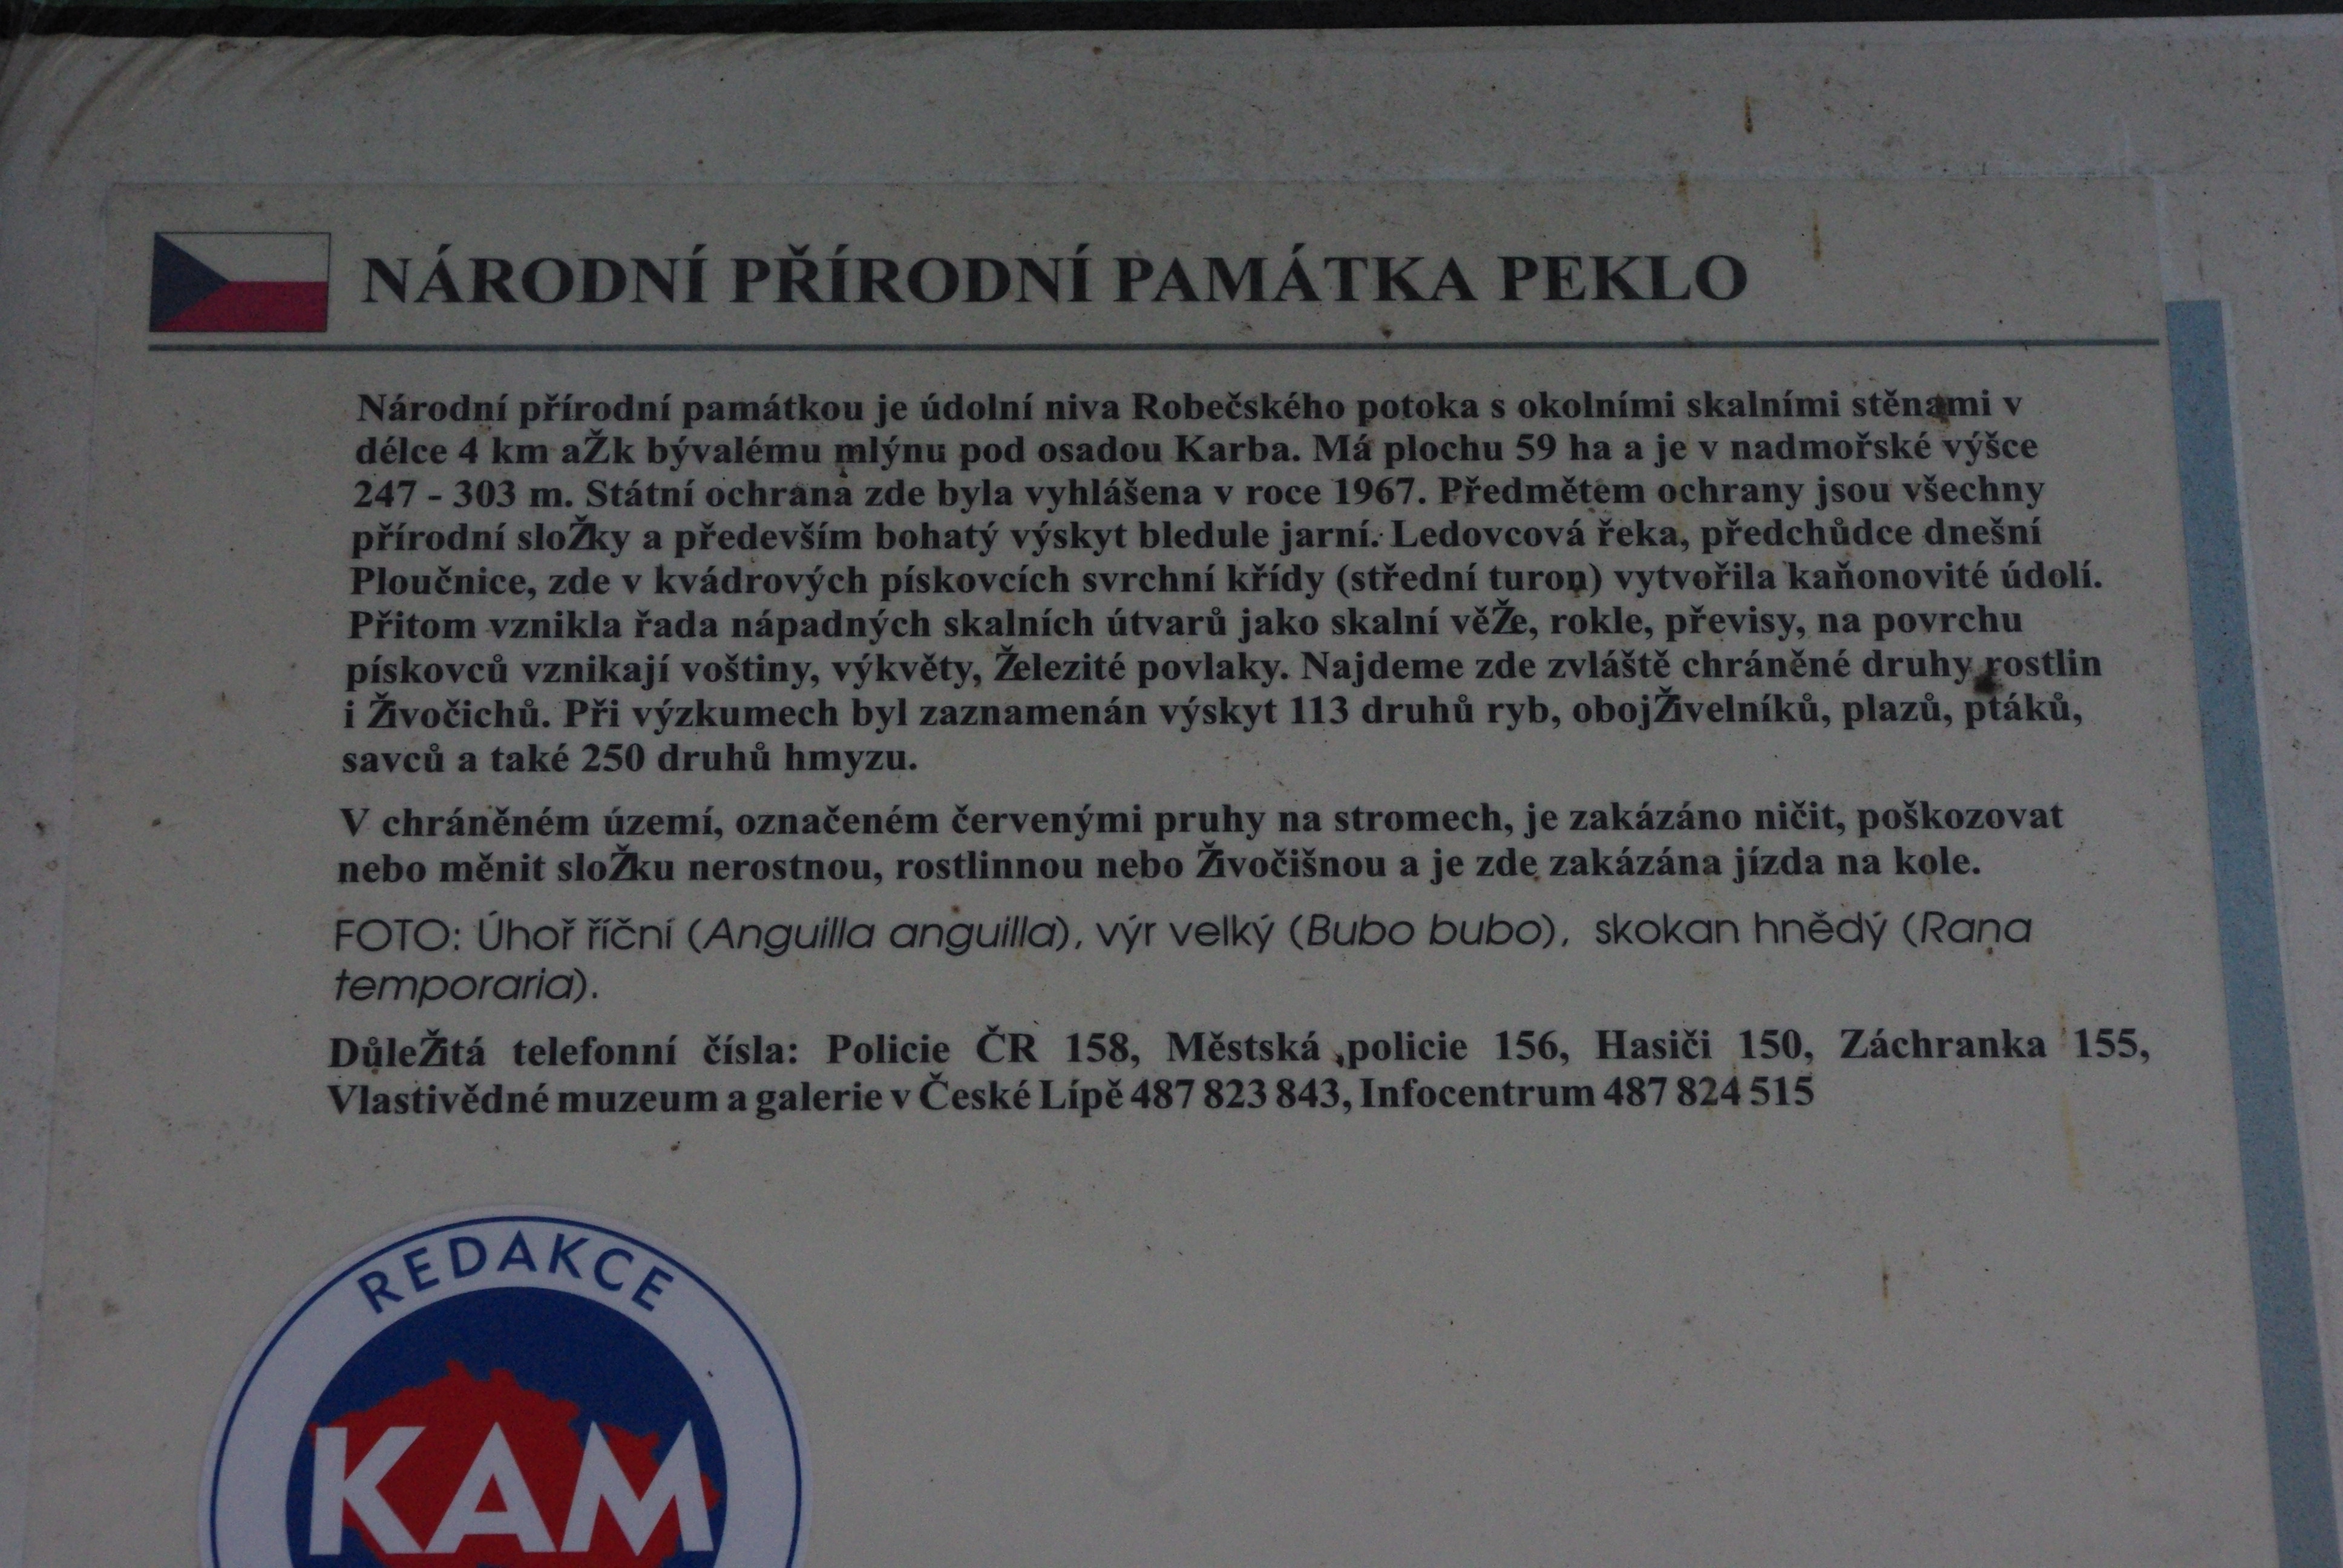 NÁRODNÍ PŘÍRODNÍ PAMÁTKA PEKLO
Národní přírodní památkou je údolní niva Robečského potoka s okolními skalními stěnami v
délce 4 km aŽk bývalému mlýnu pod osadou Karba. Má plochu 59 ha a je v nadmořské výšce
247 - 303 m. Státní ochrana zde byla vyhlášena v roce 1967. Předmětem ochrany jsou všechny
přírodní sloŽky a především bohatý výskyt bledule jarní. Ledovcová řeka, předchůdce dnešní
Ploučnice, zde v kvádrových pískovcích svrchní křídy (střední turon) vytvořila kaňonovité údolí.
Přitom vznikla řada nápadných skalních útvarů jako skalní věŽe, rokle, převisy, na povrchu
pískovců vznikají voštiny, výkvěty, Železité povlaky. Najdeme zde zvláště chráněné druhy rostlin
i Živočichů. Při výzkumech byl zaznamenán výskyt 113 druhů ryb, obojŽivelníků, plazů, ptáků,
savců a také 250 druhů hmyzu.
V chráněném území, označeném červenými pruhy na stromech, je zakázáno ničit, poškozovat
nebo měnit sloŽku nerostnou, rostlinnou nebo Živočišnou a je zde zakázána jízda na kole.
FOTO: Úhoř říční (Anguilla anguilla), výr velký (Bubo bubo), skokan hnědý (Rana
temporaria).
DůleŽitá telefonní čísla: Policie ČR 158, Městská policie 156, Hasiči 150, Záchranka 155,
Vlastivědné muzeum a galerie v České Lípě 487 823 843, Infocentrum 487 824 515
REDAKCE
KAM